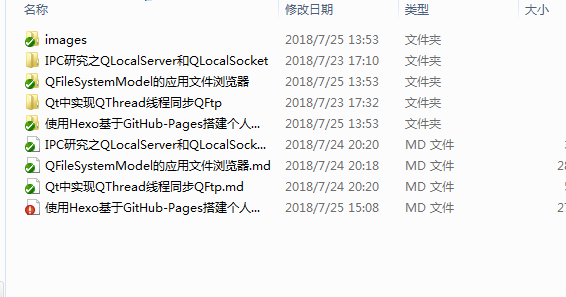 名称 修改日期 类型 大小
images 2018/7/25 13:53 文件夹
IPC研究之QLocalServer和QLocalSocket 2018/7/23 17:10 文件夹
QFileSystemModel的应用文件浏览器 2018/7/25 13:53 文件夹
Qt中实现QThread线程同步QFtp 2018/7/23 17:32 文件夹
使用Hexo基于GitHub-Pages搭建个人... 2018/7/25 13:53 文件夹
IPC研究之QLocalServer和QLocalSock... 2018/7/24 20:20 MD 文件
QFileSystemModel的应用文件浏览器.md 2018/7/24 20:18 MD 文件 28
Qt中实现QThread线程同步QFtp.md 2018/7/24 20:20 MD 文件
使用Hexo基于GitHub-Pages搭建个人... 2018/7/25 15:08 MD 文件 27